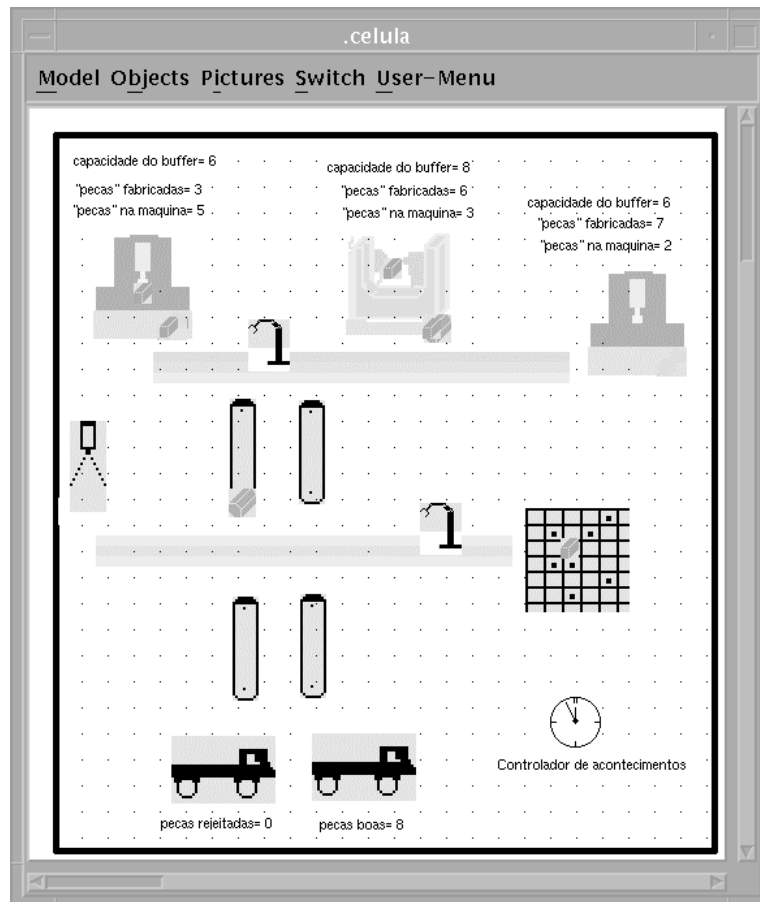 .celula
Model Objects Pictures Switch User-Menu
capacidade do buffer= 6
"pecas" fabricadas= 3
"pecas" na maquina= 5
capacidade do buffer= 8
"pecas" fabricadas= 6
"pecas" na maquina= 3
capacidade do buffer= 6
"pecas" fabricadas= 7
"pecas" na maquina= 2
Controlador de acontecimentos
pecas rejeitadas= 0
pecas boas= 8